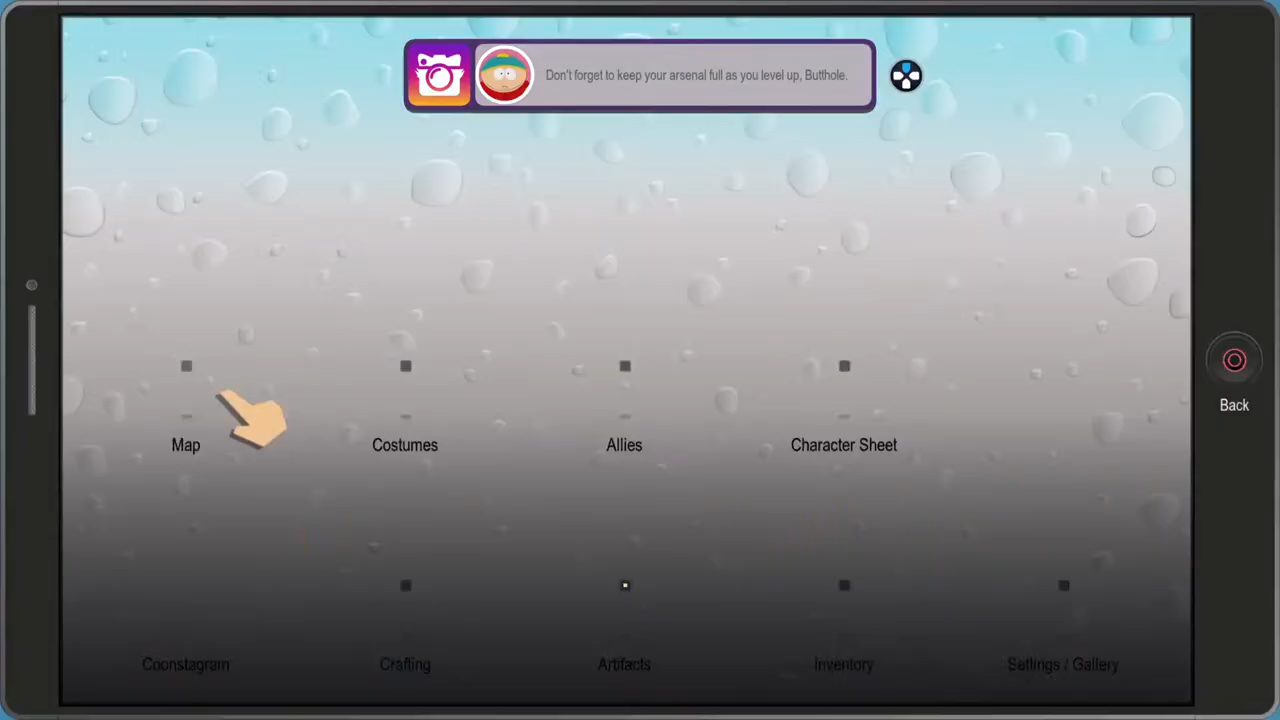 Don't forget to keep your arsenal full as you level up, Butthole.
Back
Map
Costumes
Allies
Character Sheet
Coonstagram
Crafting
Artifacts
Inventory
Settings / Gallery